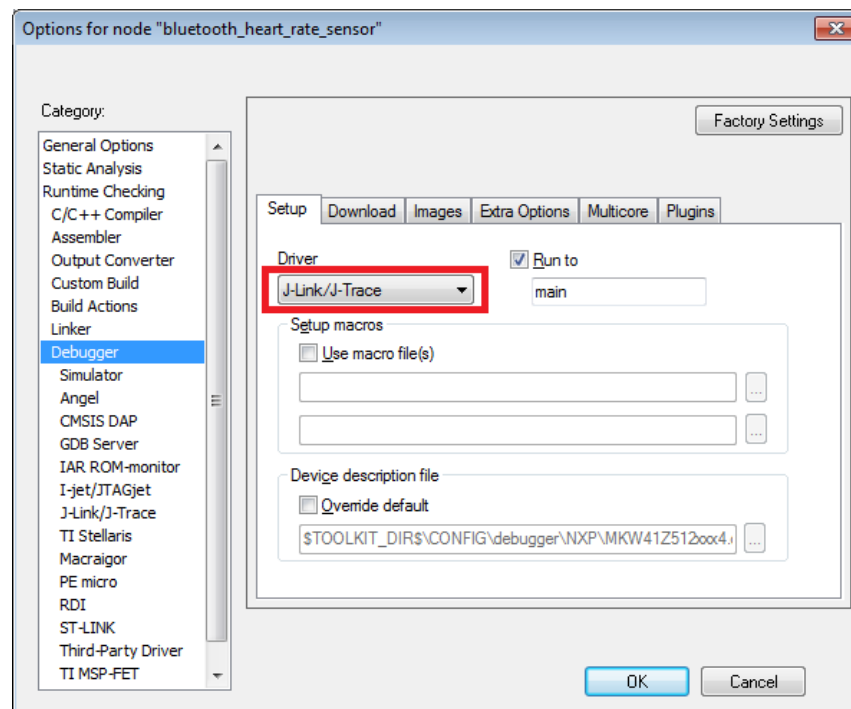 Options for node "bluetooth_heart_rate_sensor"
Category:
General Options
Static Analysis
Runtime Checking
C/C++ Compiler
Assembler
Output Converter
Custom Build
Build Actions
Linker
Debugger
Simulator
Angel
CMSIS DAP
GDB Server
IAR ROM-monitor
I-jet/JTAGjet
J-Link/J-Trace
TI Stellaris
Macraigor
PE micro
RDI
ST-LINK
Third-Party Driver
TI MSP-FET
Factory Settings
Setup Download Images Extra Options Multicore Plugins
Driver
J-Link/J-Trace
Run to
main
Setup macros
Use macro file(s)
...
...
Device description file
Override default
$TOOLKIT_DIR$\CONFIG\debugger\NXP\MKW41Z512xxx4.
...
OK Cancel